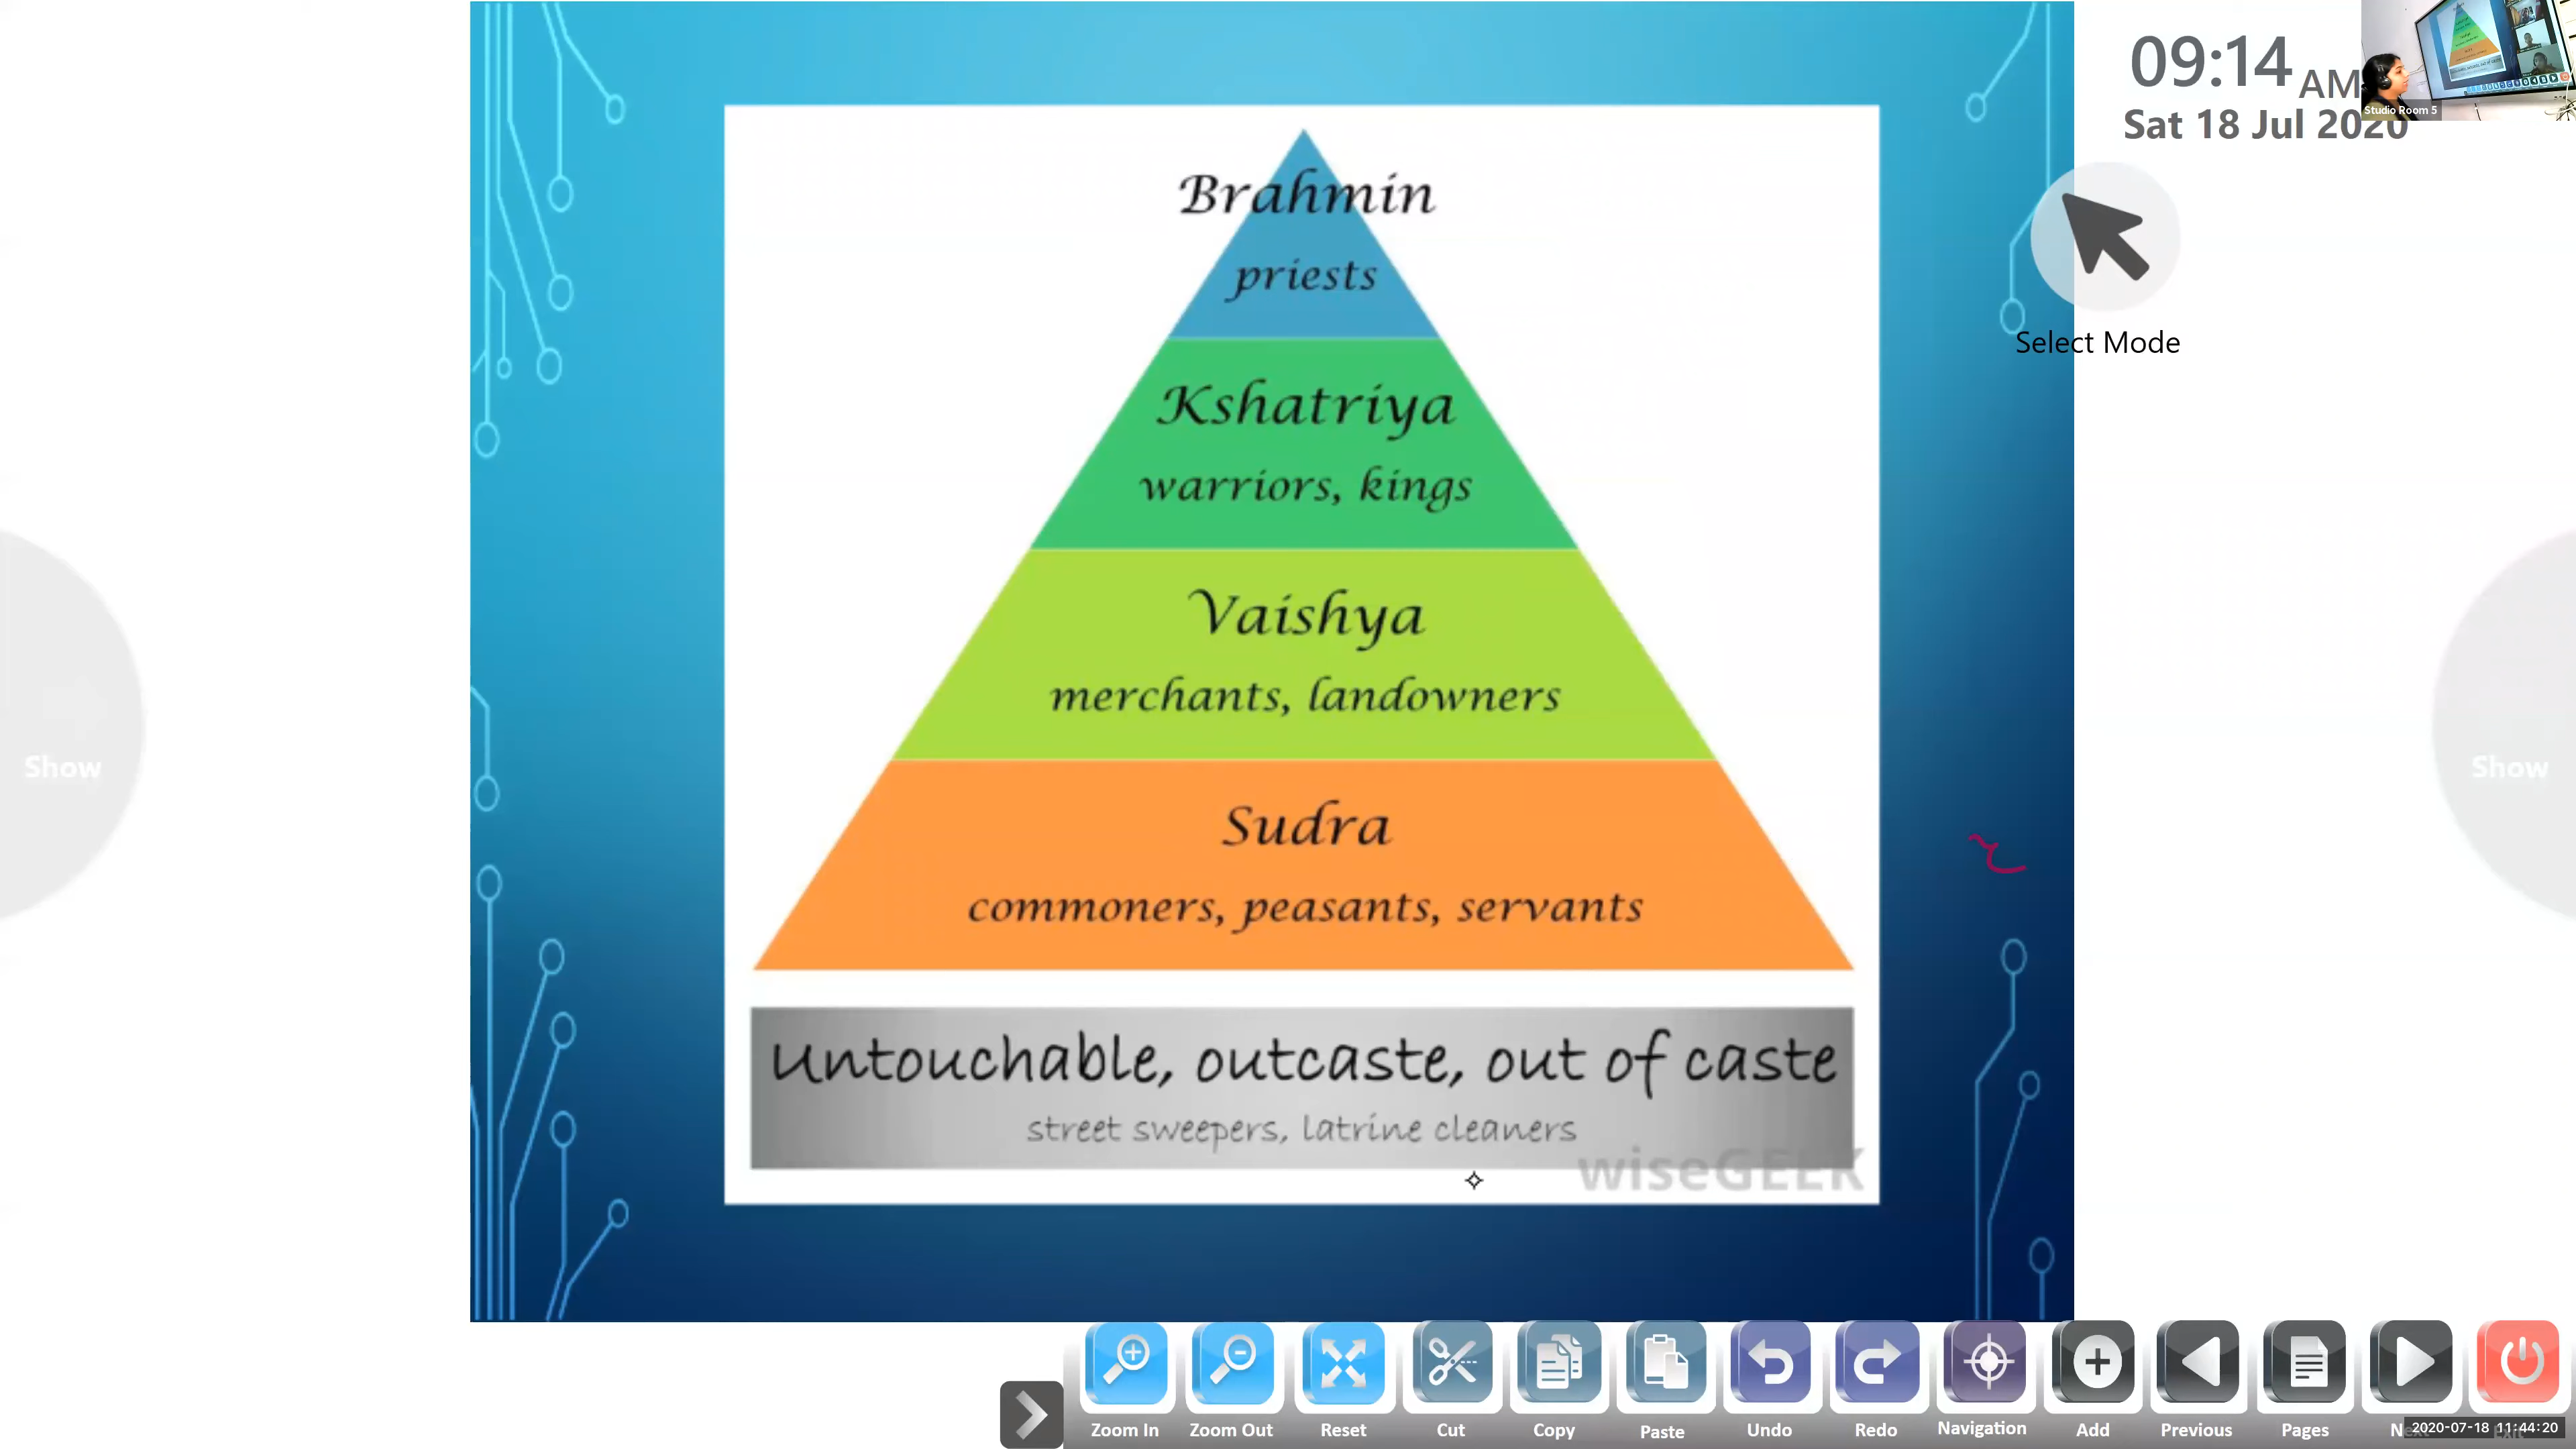 Brahmin
priests
Kshatriya
warriors, kings
Vaishya
merchants, landowners
Sudra
commoners, peasants, servants
Untouchable, outcaste, out of caste
street sweepers, latrine cleaners
wiseGEEK
09:14 AM
Sat 18 Jul 2020
Studio Room 5
Select Mode
Show
Show
Zoom In
Zoom Out
Reset
Cut
Copy
Paste
Undo
Redo
Navigation
Add
Previous
Pages
2020-07-18 11:44:20